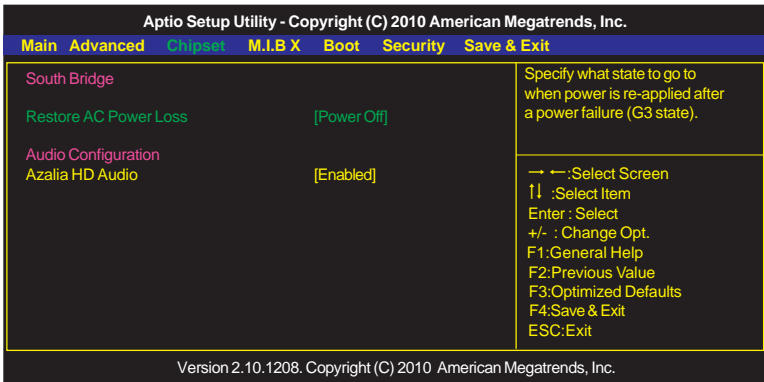 Aptio Setup Utility - Copyright (C) 2010 American Megatrends, Inc.
Main Advanced Chipset M.I.B X Boot Security Save & Exit
South Bridge
Restore AC Power Loss [Power Off]
Audio Configuration
Azalia HD Audio [Enabled]
Specify what state to go to
when power is re-applied after
a power failure (G3 state).
→ ←:Select Screen
↑↓ :Select Item
Enter : Select
+/- : Change Opt.
F1:General Help
F2:Previous Value
F3:Optimized Defaults
F4:Save & Exit
ESC:Exit
Version 2.10.1208. Copyright (C) 2010 American Megatrends, Inc.